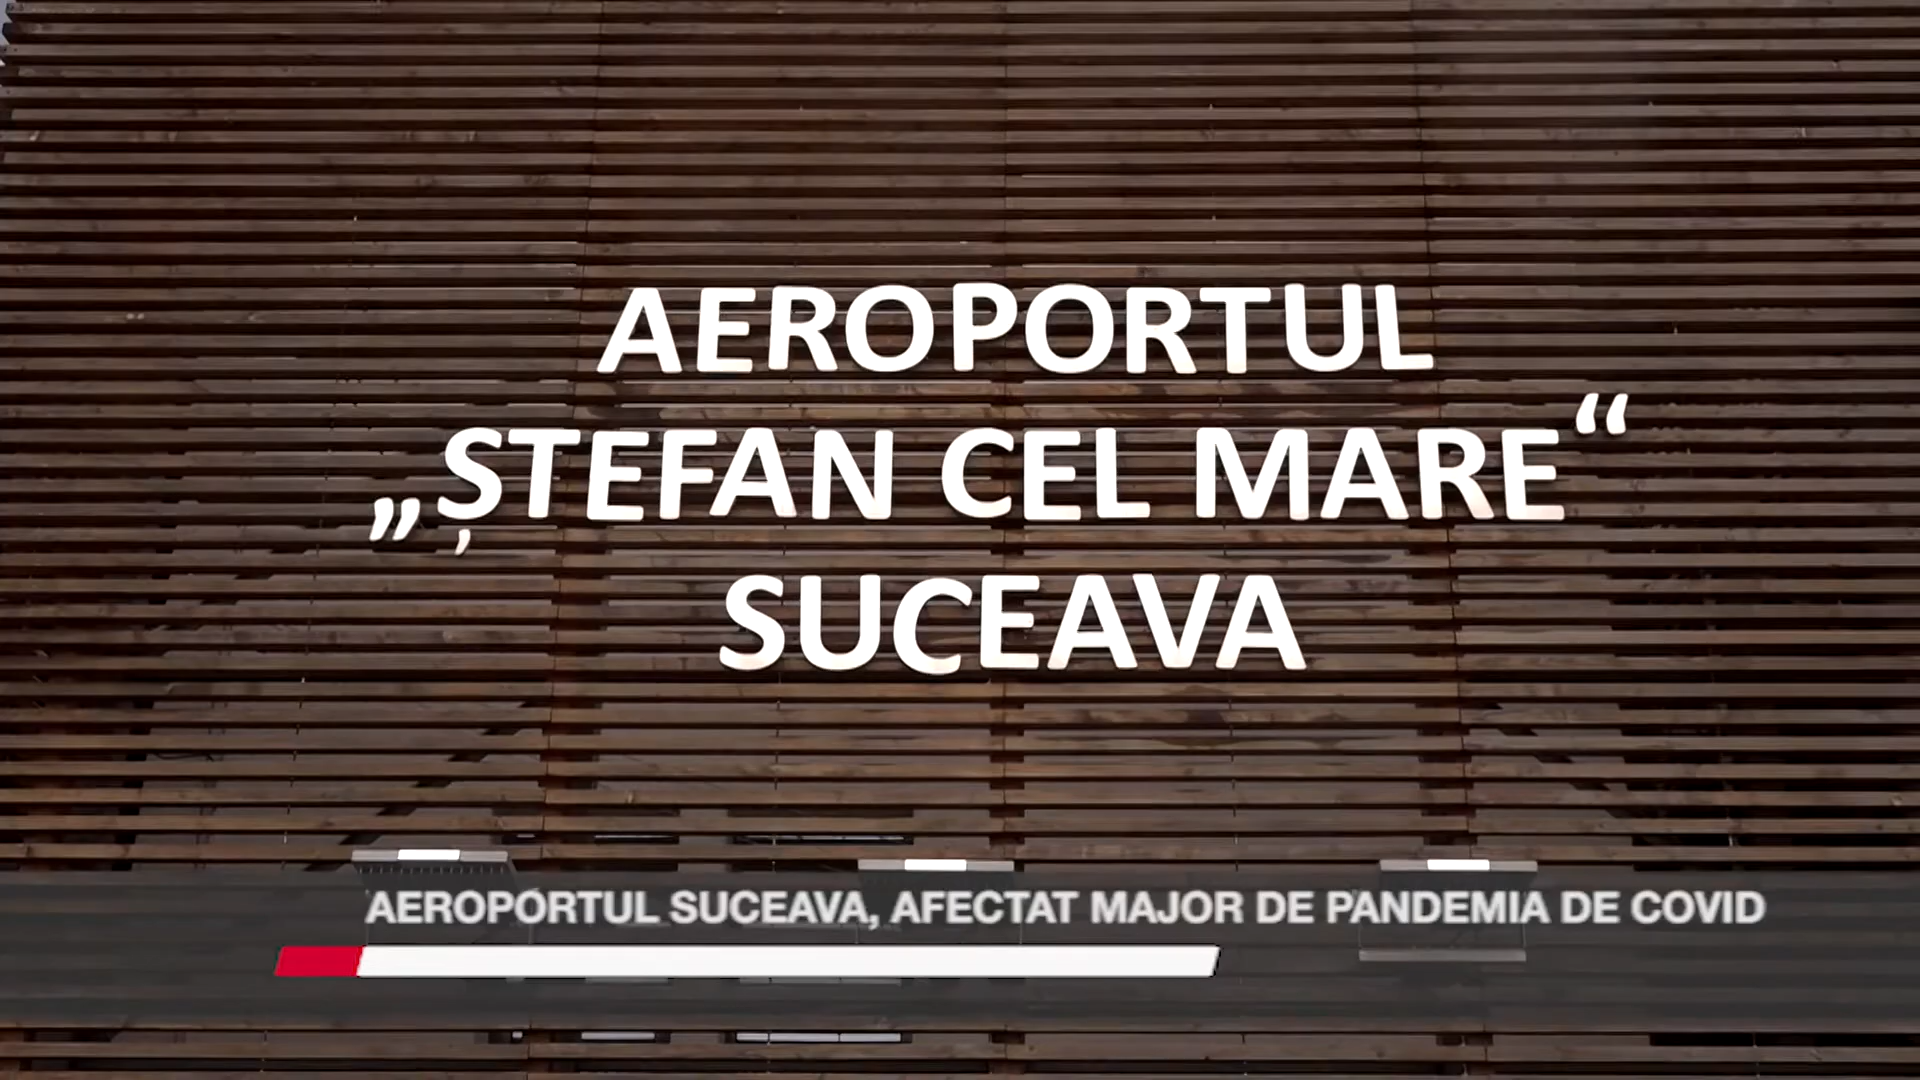 AEROPORTUL
„ȘTEFAN CEL MARE“
SUCEAVA
AEROPORTUL SUCEAVA, AFECTAT MAJOR DE PANDEMIA DE COVID